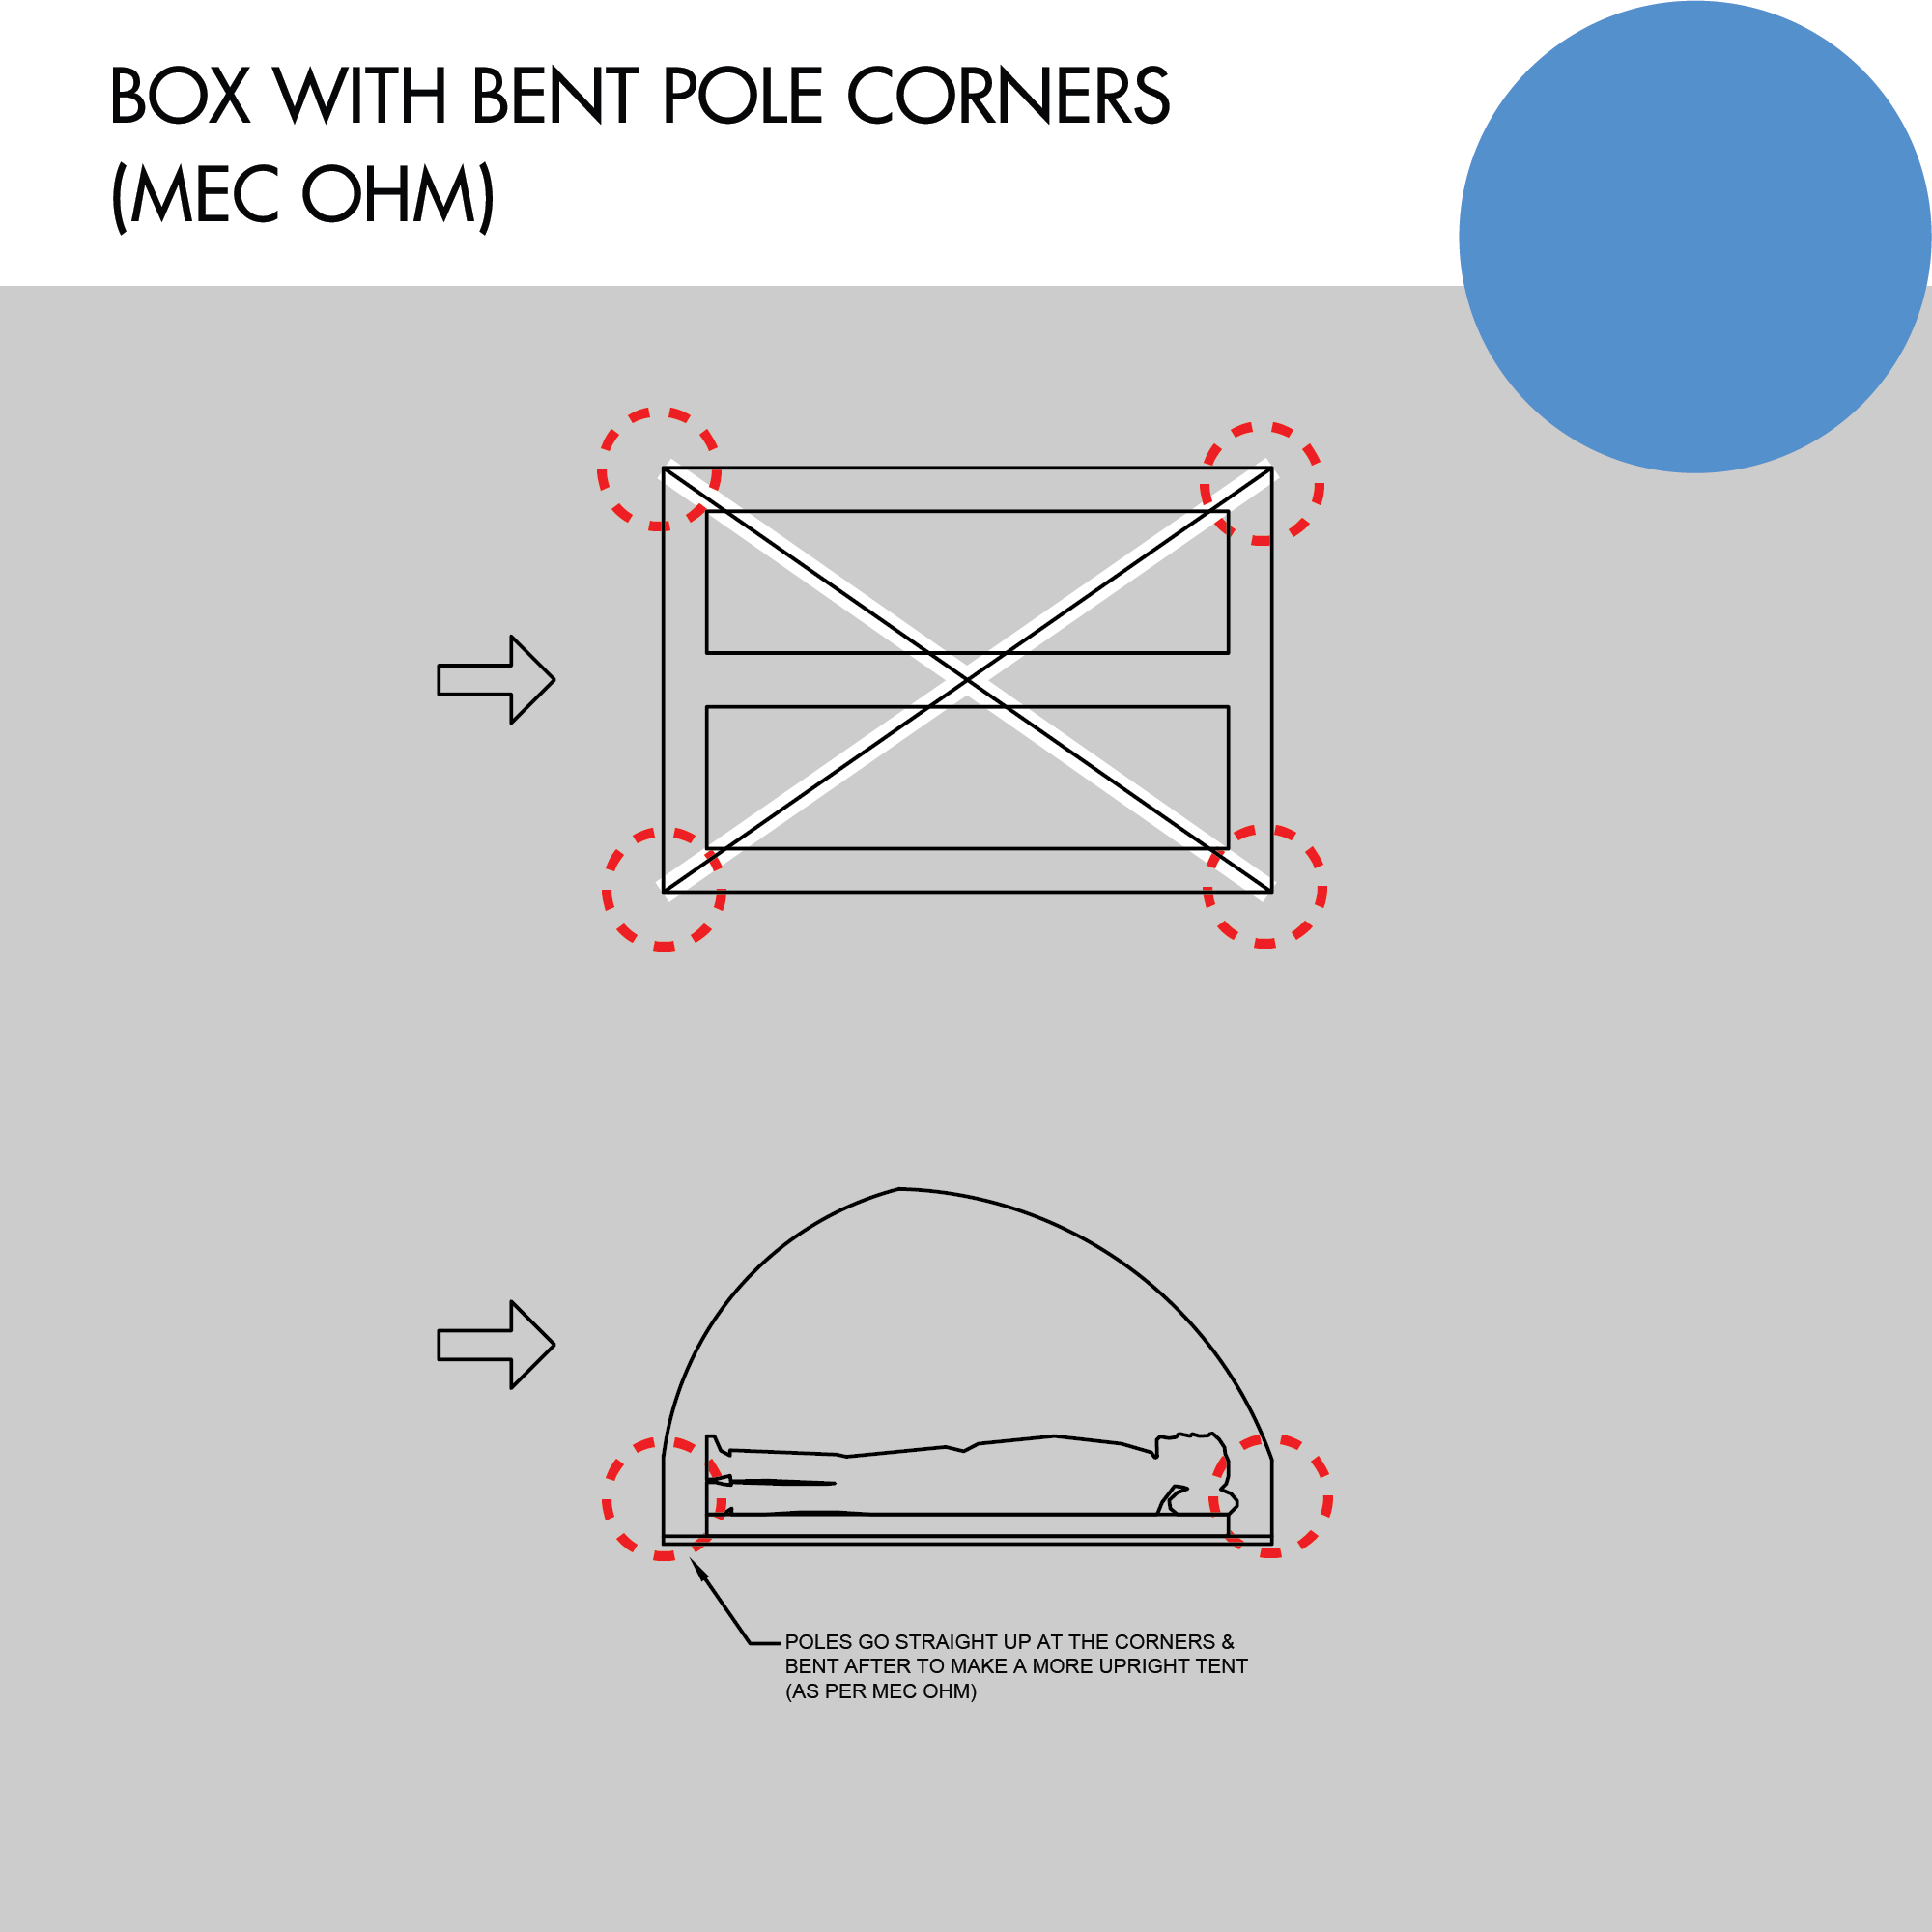 BOX WITH BENT POLE CORNERS
(MEC OHM)
POLES GO STRAIGHT UP AT THE CORNERS &
BENT AFTER TO MAKE A MORE UPRIGHT TENT
(AS PER MEC OHM)